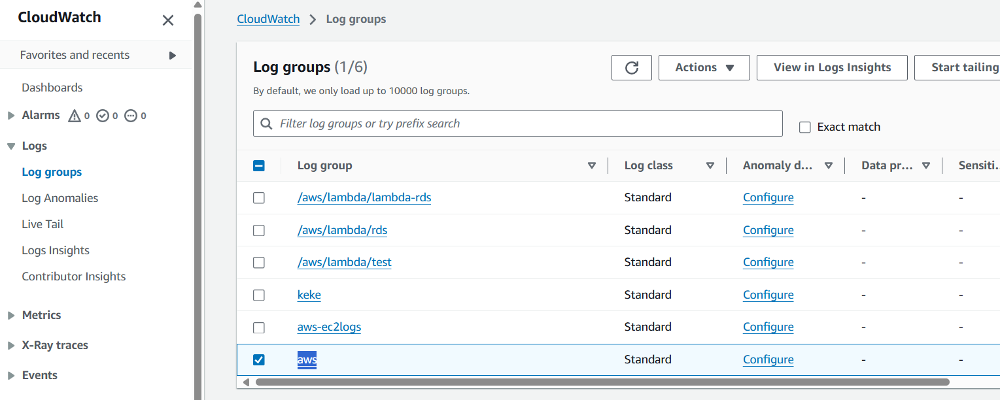 CloudWatch
Favorites and recents
Dashboards
Alarms 0 0 0
Logs
Log groups
Log Anomalies
Live Tail
Logs Insights
Contributor Insights
Metrics
X-Ray traces
Events
CloudWatch > Log groups
Log groups (1/6)
By default, we only load up to 10000 log groups.
Actions View in Logs Insights Start tailing
Filter log groups or try prefix search
Exact match
Log group Log class Anomaly d... Data pr... Sensiti..
/aws/lambda/lambda-rds Standard Configure - -
/aws/lambda/rds Standard Configure - -
/aws/lambda/test Standard Configure - -
keke Standard Configure - -
aws-ec2logs Standard Configure - -
aws Standard Configure - -